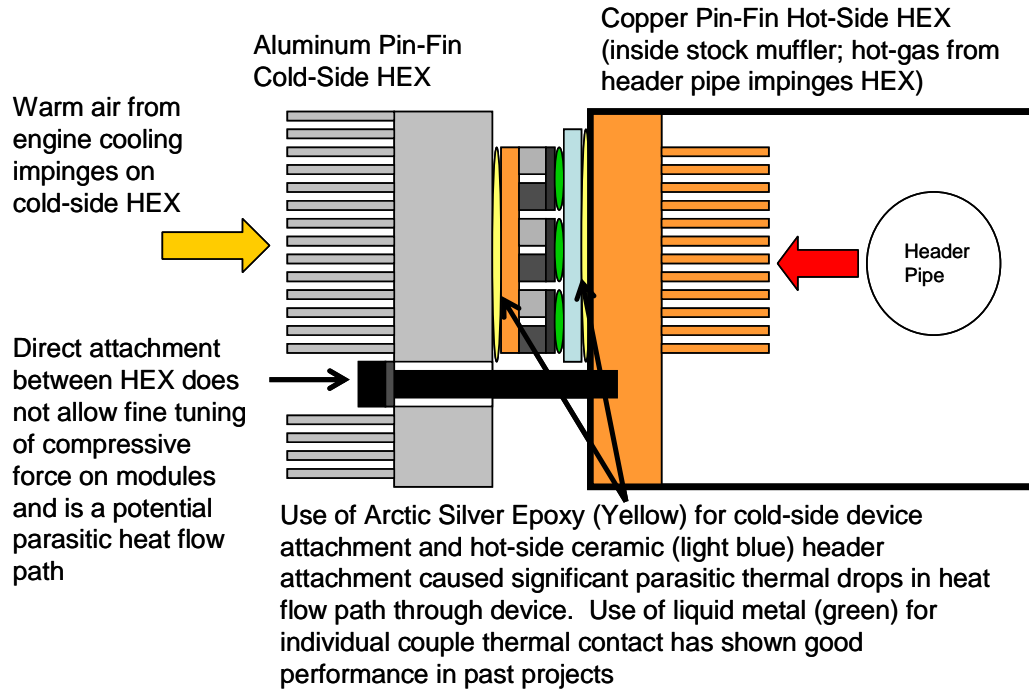 Copper Pin-Fin Hot-Side HEX
(inside stock muffler; hot-gas from
header pipe impinges HEX)
Aluminum Pin-Fin
Cold-Side HEX
Warm air from
engine cooling
impinges on
cold-side HEX
Header
Pipe
Direct attachment
between HEX does
not allow fine tuning
of compressive
force on modules
and is a potential
parasitic heat flow
path
Use of Arctic Silver Epoxy (Yellow) for cold-side device
attachment and hot-side ceramic (light blue) header
attachment caused significant parasitic thermal drops in heat
flow path through device.  Use of liquid metal (green) for
individual couple thermal contact has shown good
performance in past projects